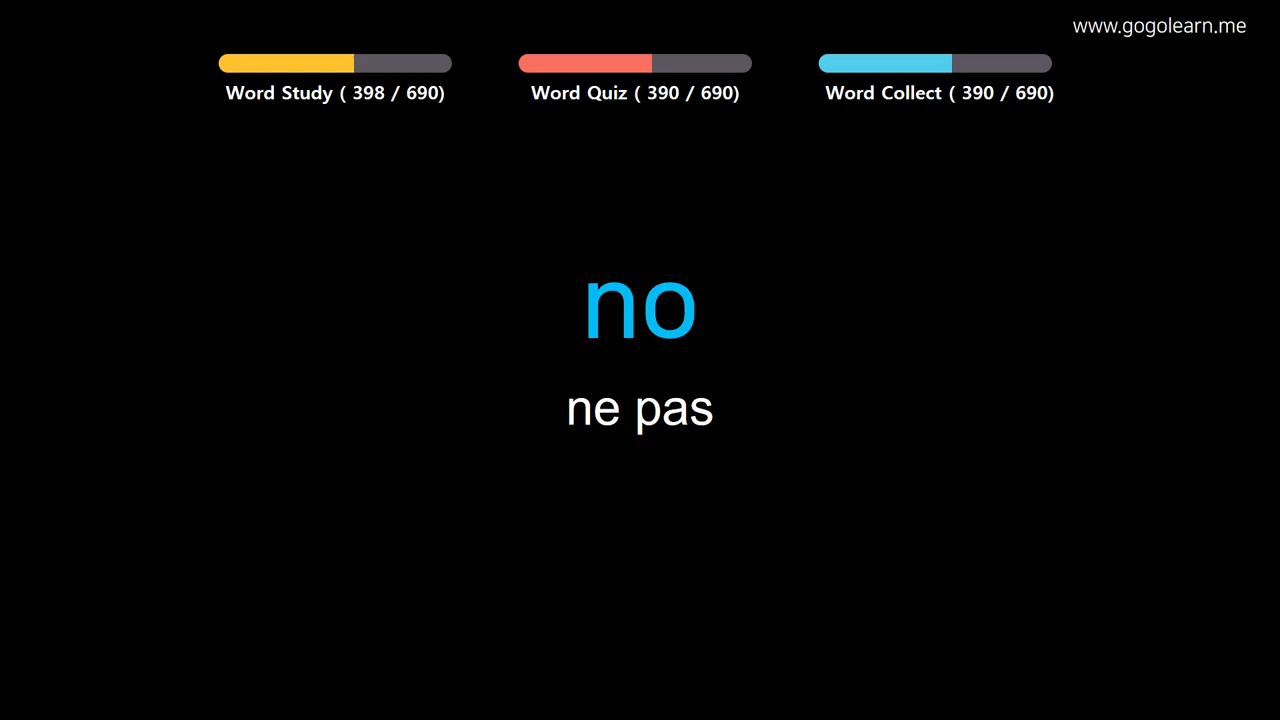 www.gogolearn.me
Word Study ( 398 / 690)
Word Quiz ( 390 / 690)
Word Collect ( 390 / 690)
no
ne pas